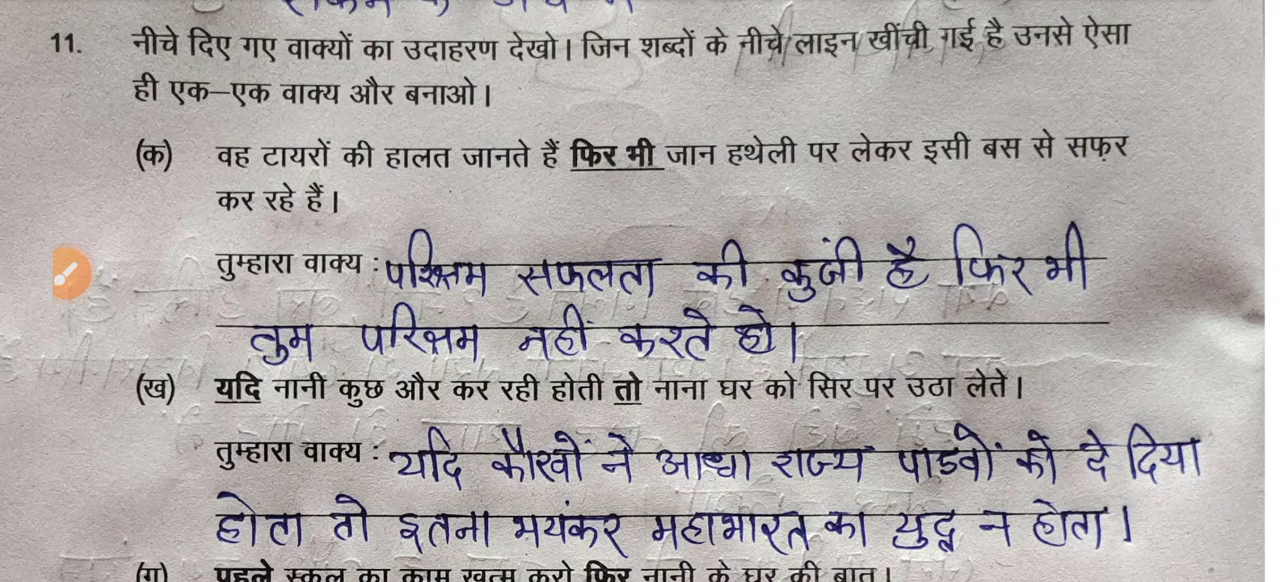 11. नीचे दिए गए वाक्यों का उदाहरण देखो। जिन शब्दों के नीचे लाइन खींची गई है उनसे ऐसा
ही एक–एक वाक्य और बनाओ।
(क) वह टायरों की हालत जानते हैं फिर भी जान हथेली पर लेकर इसी बस से सफ़र
कर रहे हैं।
तुम्हारा वाक्य : परिक्षम सफलता की कुंजी है फिर भी
तुम परिक्षम नहीं करते हो।
(ख) यदि नानी कुछ और कर रही होती तो नाना घर को सिर पर उठा लेते।
तुम्हारा वाक्य : यदि कौरवों ने आधा राज्य पाडवों को दे दिया
होता तो इतना भयंकर महाभारत का युद्ध न होता।
(ग) पहले स्कूल का काम खत्म करो फिर नानी के घर की बात।